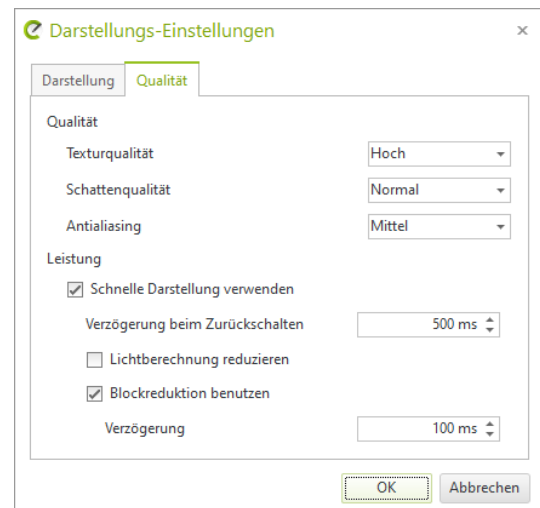 Darstellungs-Einstellungen
Darstellung Qualität
Qualität
Texturqualität Hoch
Schattenqualität Normal
Antialiasing Mittel
Leistung
Schnelle Darstellung verwenden
Verzögerung beim Zurückschalten 500 ms
Lichtberechnung reduzieren
Blockreduktion benutzen
Verzögerung 100 ms
OK Abbrechen